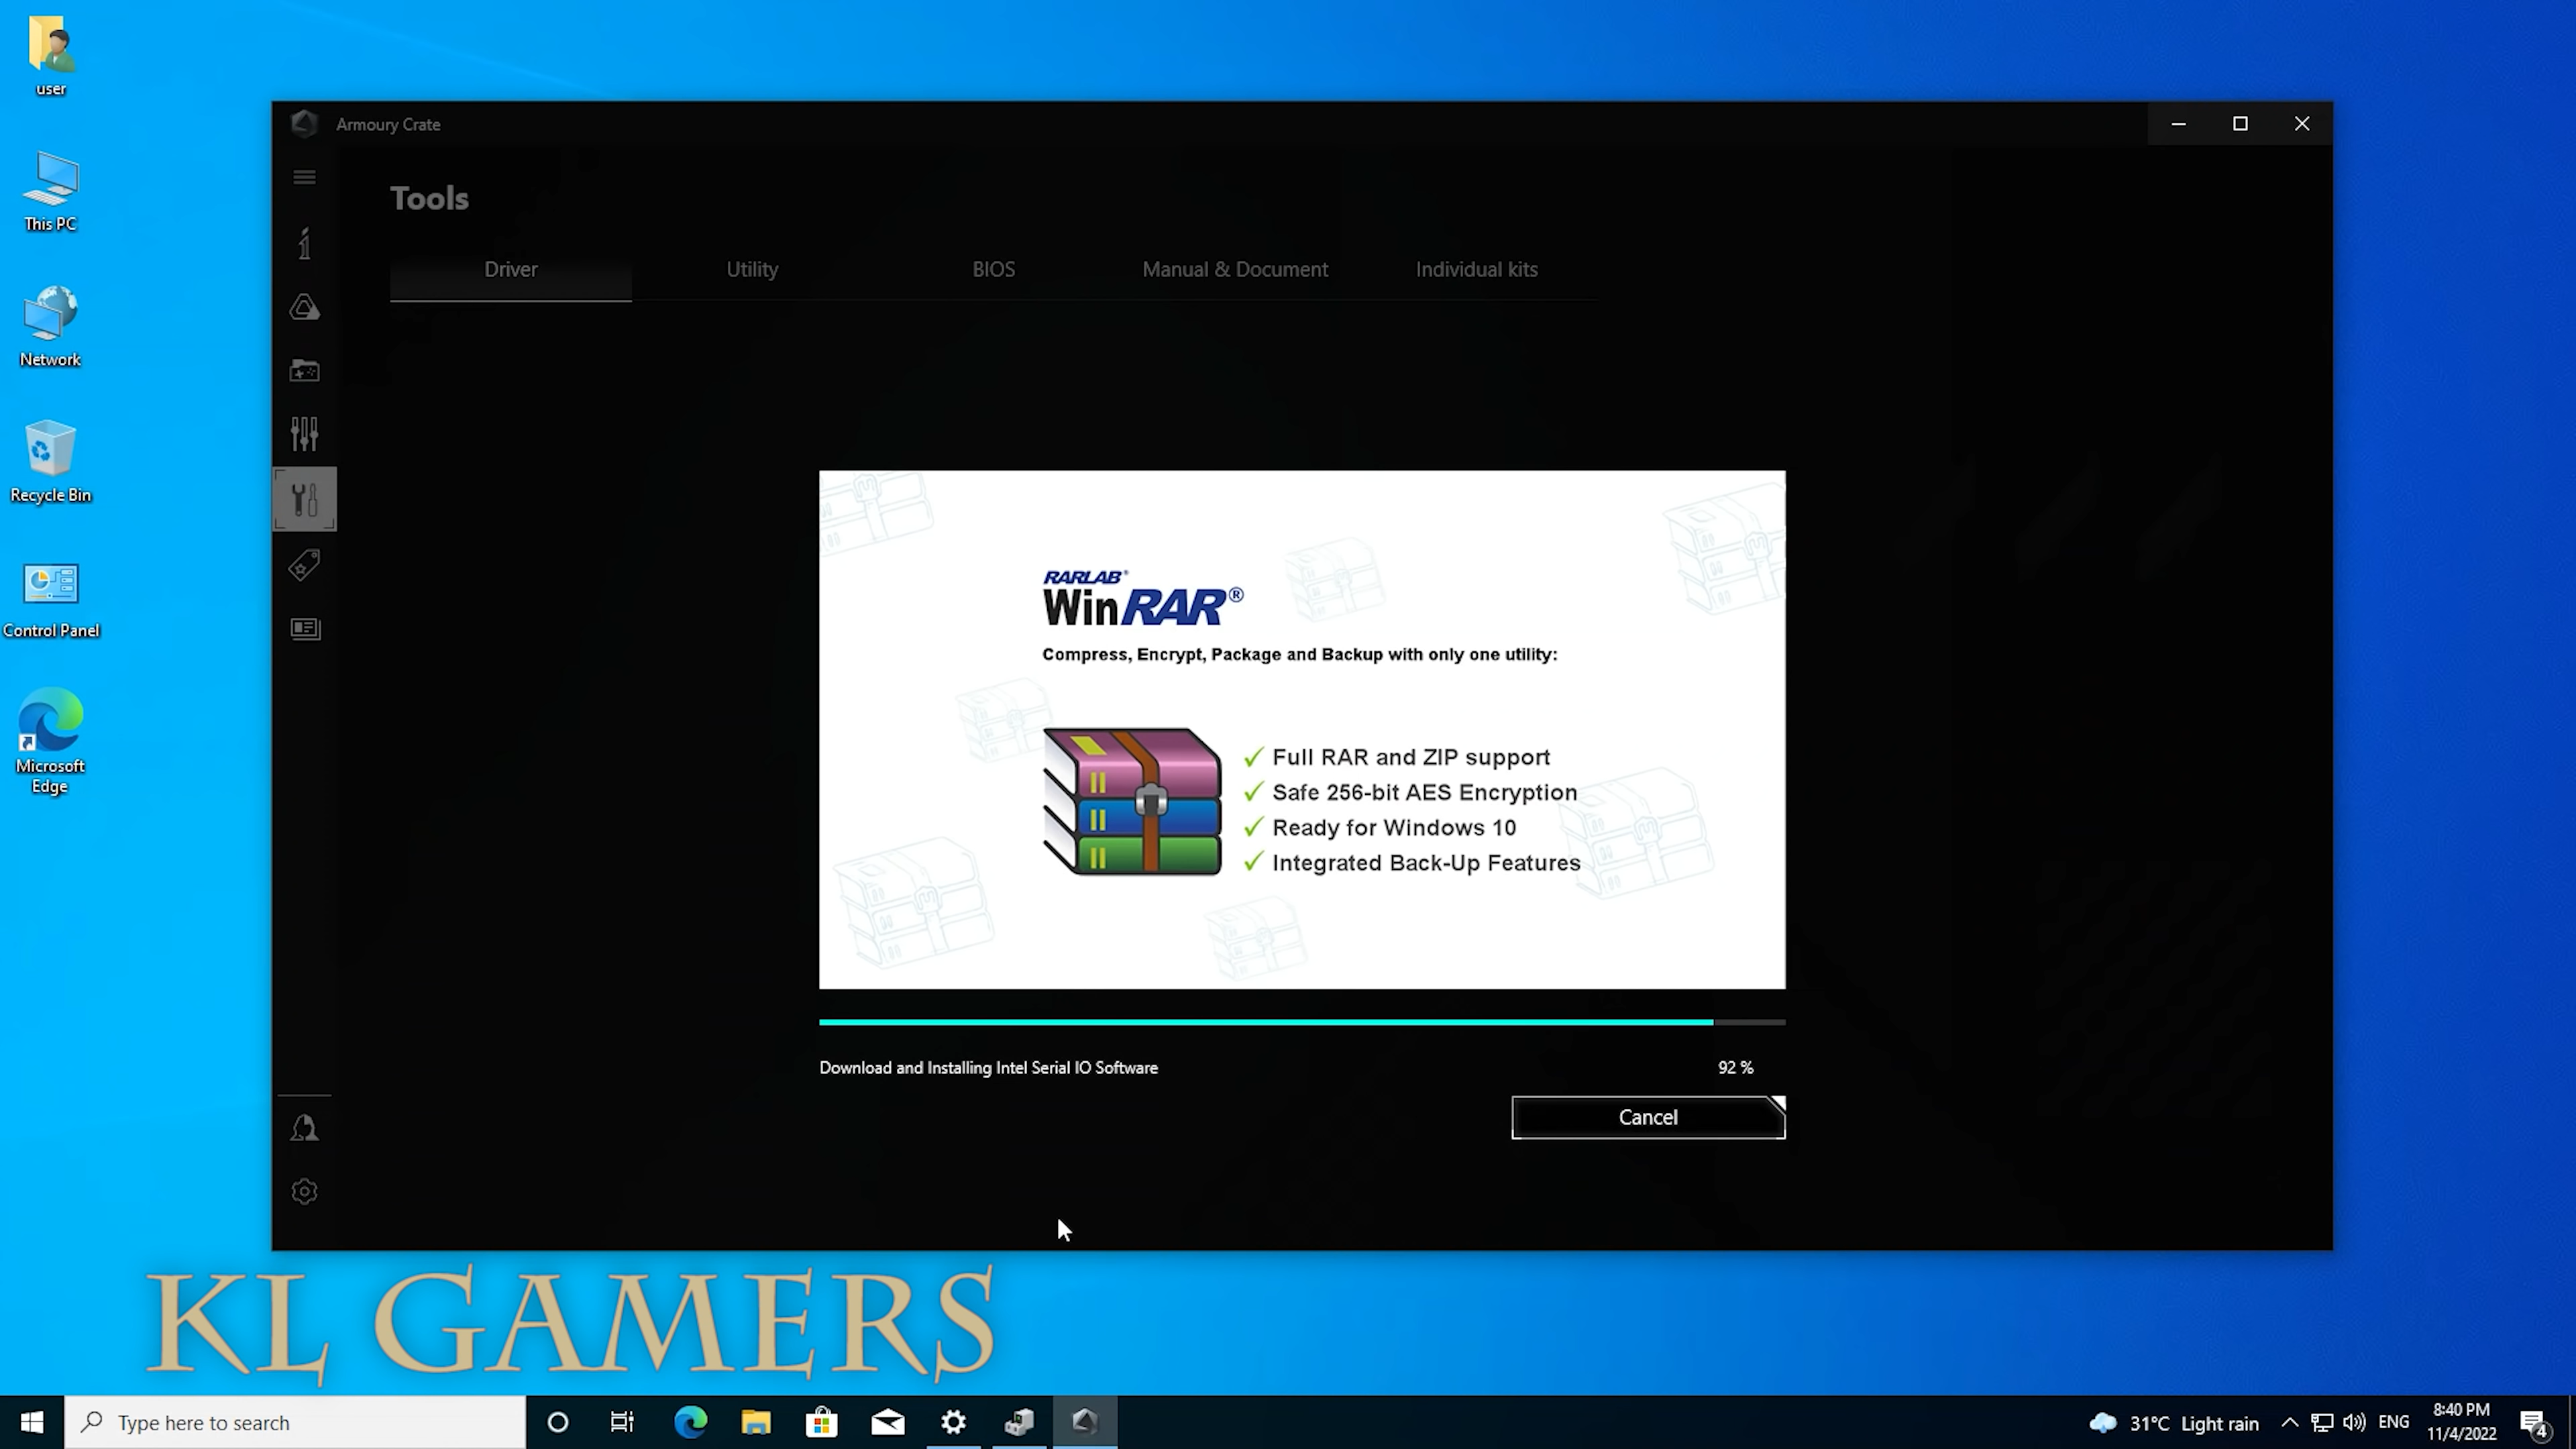 user
This PC
Network
Recycle Bin
Control Panel
Microsoft
Edge
Armoury Crate
Tools
Driver
Utility
BIOS
Manual & Document
Individual kits
RARLAB®
WinRAR®
Compress, Encrypt, Package and Backup with only one utility:
✓ Full RAR and ZIP support
✓ Safe 256-bit AES Encryption
✓ Ready for Windows 10
✓ Integrated Back-Up Features
Download and Installing Intel Serial IO Software
92 %
Cancel
KL GAMERS
Type here to search
31°C Light rain
ENG
8:40 PM
11/4/2022
4